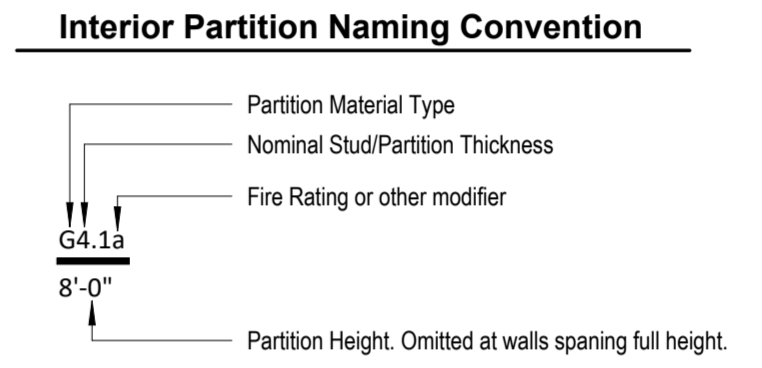 Interior Partition Naming Convention
Partition Material Type
Nominal Stud/Partition Thickness
Fire Rating or other modifier
G4.1a
8'-0"
Partition Height. Omitted at walls spaning full height.